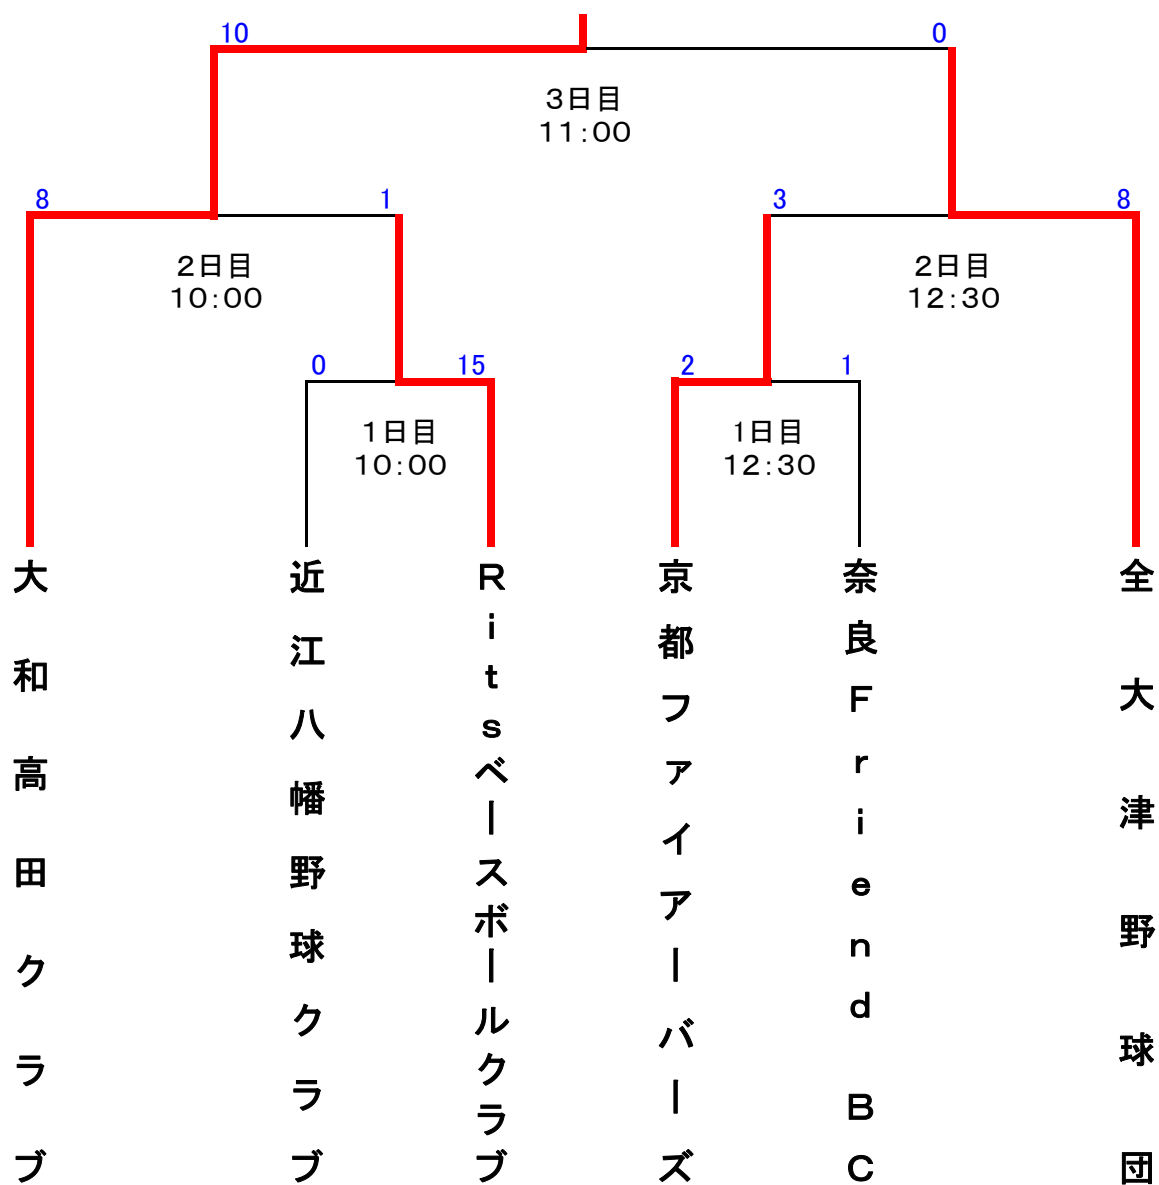 10
0
３日目
１１：００
8
1
3
8
２日目
１０：００
２日目
１２：３０
0
15
2
1
１日目
１０：００
１日目
１２：３０
大和高田クラブ
近江八幡野球クラブ
Ｒｉｔｓベースボールクラブ
京都ファイアーバーズ
奈良Ｆｒｉｅｎｄ　ＢＣ
全大津野球団